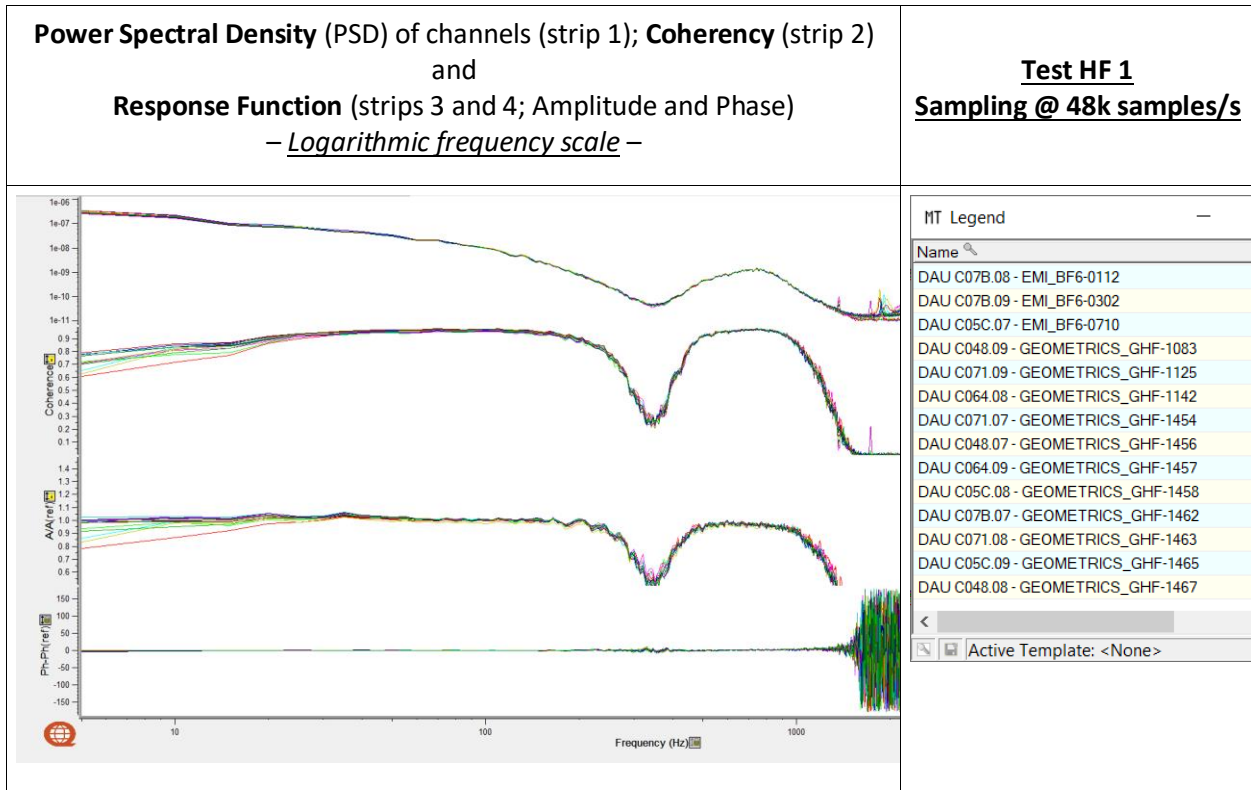 Power Spectral Density (PSD) of channels (strip 1); Coherency (strip 2)
and
Response Function (strips 3 and 4; Amplitude and Phase)
– Logarithmic frequency scale –
Test HF 1
Sampling @ 48k samples/s
1e-06
1e-07
1e-08
1e-09
1e-10
1e-11
0.9
0.8
0.7
0.6
0.5
0.4
0.3
0.2
0.1
Coherence
1.4
1.3
1.2
1.1
1.0
0.9
0.8
0.7
0.6
A/A(ref)
150
100
50
0
-50
-100
-150
Ph-Ph(ref)
10
100
1000
Frequency (Hz)
MT Legend
Name
DAU C07B.08 - EMI_BF6-0112
DAU C07B.09 - EMI_BF6-0302
DAU C05C.07 - EMI_BF6-0710
DAU C048.09 - GEOMETRICS_GHF-1083
DAU C071.09 - GEOMETRICS_GHF-1125
DAU C064.08 - GEOMETRICS_GHF-1142
DAU C071.07 - GEOMETRICS_GHF-1454
DAU C048.07 - GEOMETRICS_GHF-1456
DAU C064.09 - GEOMETRICS_GHF-1457
DAU C05C.08 - GEOMETRICS_GHF-1458
DAU C07B.07 - GEOMETRICS_GHF-1462
DAU C071.08 - GEOMETRICS_GHF-1463
DAU C05C.09 - GEOMETRICS_GHF-1465
DAU C048.08 - GEOMETRICS_GHF-1467
Active Template: <None>